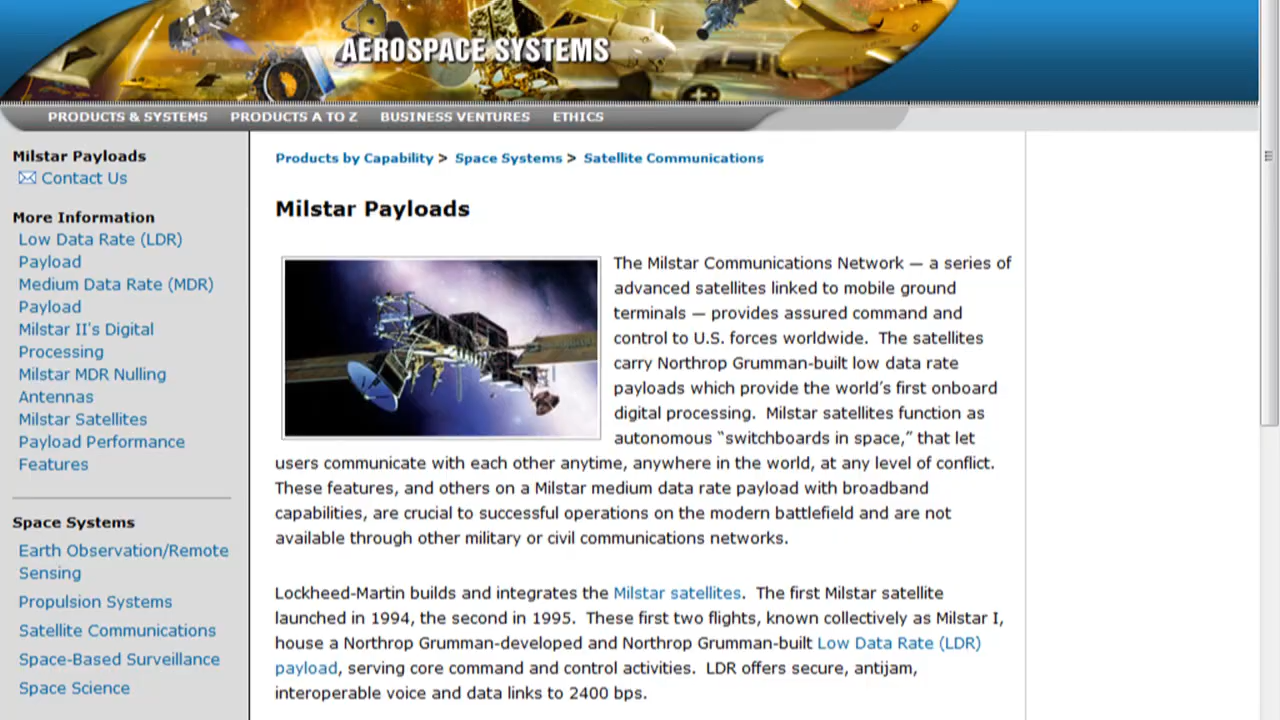 AEROSPACE SYSTEMS
PRODUCTS & SYSTEMS PRODUCTS A TO Z BUSINESS VENTURES ETHICS
Milstar Payloads
Contact Us
More Information
Low Data Rate (LDR)
Payload
Medium Data Rate (MDR)
Payload
Milstar II's Digital
Processing
Milstar MDR Nulling
Antennas
Milstar Satellites
Payload Performance
Features
Space Systems
Earth Observation/Remote
Sensing
Propulsion Systems
Satellite Communications
Space-Based Surveillance
Space Science
Products by Capability > Space Systems > Satellite Communications
Milstar Payloads
The Milstar Communications Network — a series of
advanced satellites linked to mobile ground
terminals — provides assured command and
control to U.S. forces worldwide. The satellites
carry Northrop Grumman-built low data rate
payloads which provide the world's first onboard
digital processing. Milstar satellites function as
autonomous “switchboards in space,” that let
users communicate with each other anytime, anywhere in the world, at any level of conflict.
These features, and others on a Milstar medium data rate payload with broadband
capabilities, are crucial to successful operations on the modern battlefield and are not
available through other military or civil communications networks.
Lockheed-Martin builds and integrates the Milstar satellites. The first Milstar satellite
launched in 1994, the second in 1995. These first two flights, known collectively as Milstar I,
house a Northrop Grumman-developed and Northrop Grumman-built Low Data Rate (LDR)
payload, serving core command and control activities. LDR offers secure, antijam,
interoperable voice and data links to 2400 bps.